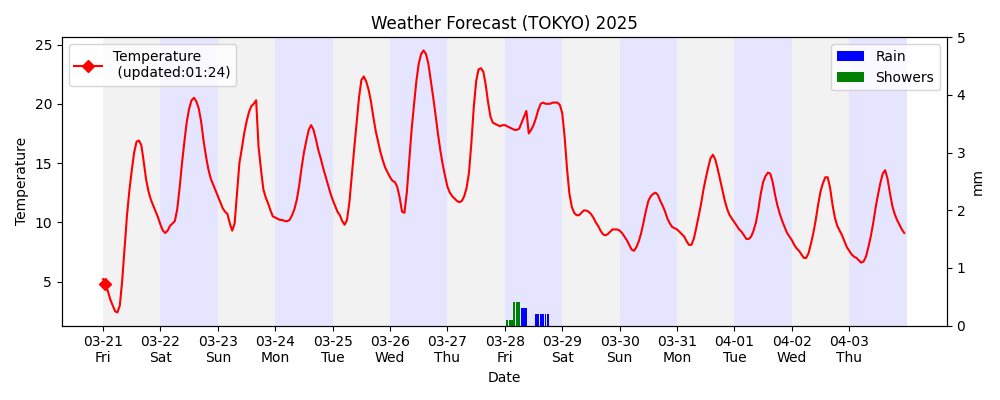 Weather Forecast (TOKYO) 2025
Temperature
(updated:01:24)
Rain
Showers
Temperature
25
20
15
10
5
5
4
3
2
1
0
mm
03-21 03-22 03-23 03-24 03-25 03-26 03-27 03-28 03-29 03-30 03-31 04-01 04-02 04-03
Fri Sat Sun Mon Tue Wed Thu Fri Sat Sun Mon Tue Wed Thu
Date